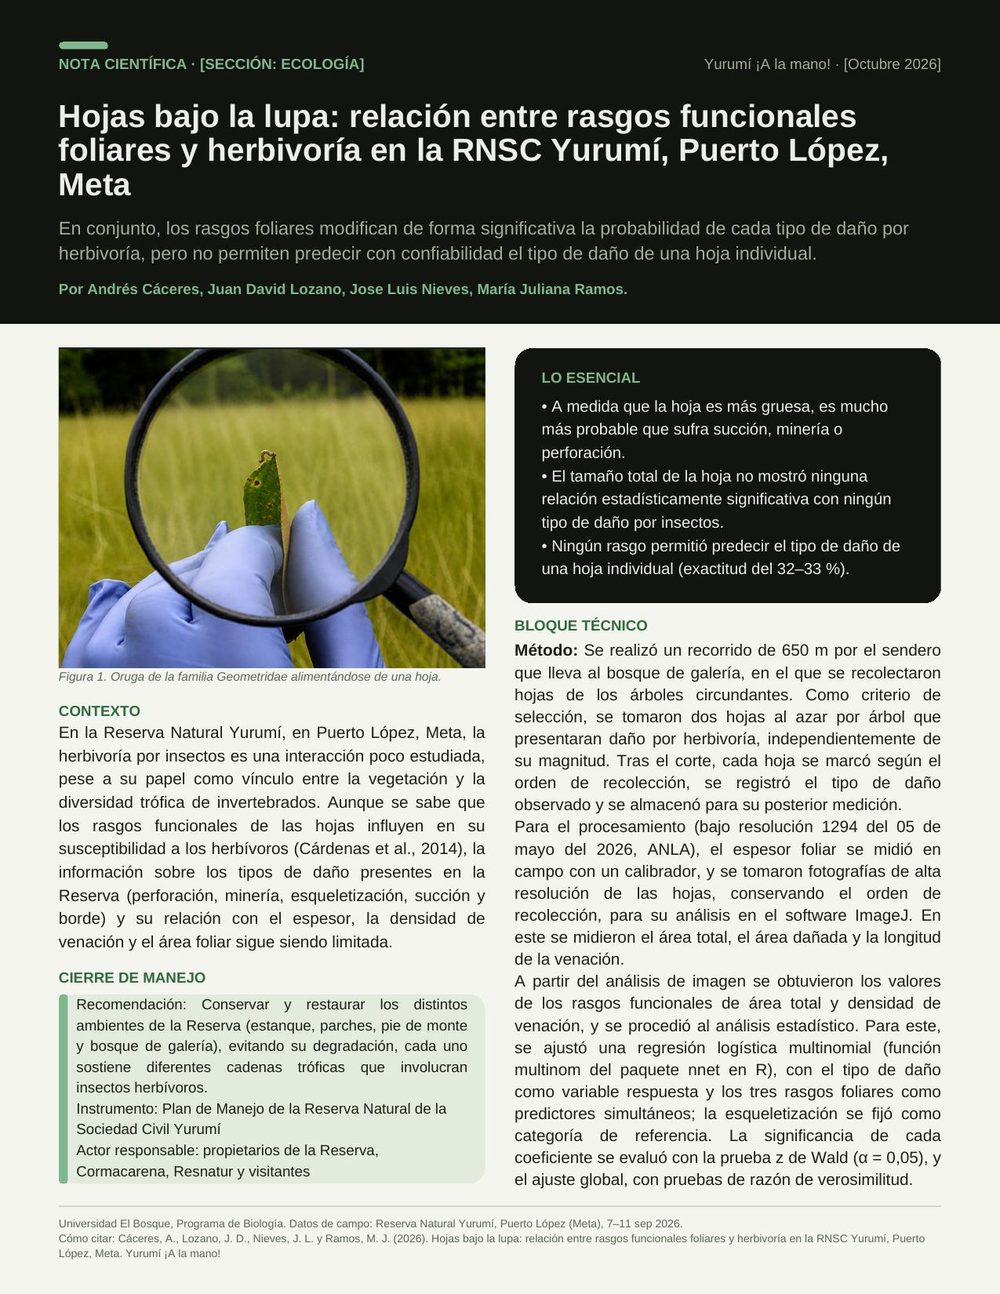 NOTA CIENTÍFICA · [SECCIÓN: ECOLOGÍA]
Yurumí ¡A la mano! · [Octubre 2026]
Hojas bajo la lupa: relación entre rasgos funcionales
foliares y herbivoría en la RNSC Yurumí, Puerto López,
Meta
En conjunto, los rasgos foliares modifican de forma significativa la probabilidad de cada tipo de daño por
herbivoría, pero no permiten predecir con confiabilidad el tipo de daño de una hoja individual.
Por Andrés Cáceres, Juan David Lozano, Jose Luis Nieves, María Juliana Ramos.
Figura 1. Oruga de la familia Geometridae alimentándose de una hoja.
CONTEXTO
En la Reserva Natural Yurumí, en Puerto López, Meta, la
herbivoría por insectos es una interacción poco estudiada,
pese a su papel como vínculo entre la vegetación y la
diversidad trófica de invertebrados. Aunque se sabe que
los rasgos funcionales de las hojas influyen en su
susceptibilidad a los herbívoros (Cárdenas et al., 2014), la
información sobre los tipos de daño presentes en la
Reserva (perforación, minería, esqueletización, succión y
borde) y su relación con el espesor, la densidad de
venación y el área foliar sigue siendo limitada.
CIERRE DE MANEJO
Recomendación: Conservar y restaurar los distintos
ambientes de la Reserva (estanque, parches, pie de monte
y bosque de galería), evitando su degradación, cada uno
sostiene diferentes cadenas tróficas que involucran
insectos herbívoros.
Instrumento: Plan de Manejo de la Reserva Natural de la
Sociedad Civil Yurumí
Actor responsable: propietarios de la Reserva,
Cormacarena, Resnatur y visitantes
LO ESENCIAL
• A medida que la hoja es más gruesa, es mucho
más probable que sufra succión, minería o
perforación.
• El tamaño total de la hoja no mostró ninguna
relación estadísticamente significativa con ningún
tipo de daño por insectos.
• Ningún rasgo permitió predecir el tipo de daño de
una hoja individual (exactitud del 32–33 %).
BLOQUE TÉCNICO
Método: Se realizó un recorrido de 650 m por el sendero
que lleva al bosque de galería, en el que se recolectaron
hojas de los árboles circundantes. Como criterio de
selección, se tomaron dos hojas al azar por árbol que
presentaran daño por herbivoría, independientemente de
su magnitud. Tras el corte, cada hoja se marcó según el
orden de recolección, se registró el tipo de daño
observado y se almacenó para su posterior medición.
Para el procesamiento (bajo resolución 1294 del 05 de
mayo del 2026, ANLA), el espesor foliar se midió en
campo con un calibrador, y se tomaron fotografías de alta
resolución de las hojas, conservando el orden de
recolección, para su análisis en el software ImageJ. En
este se midieron el área total, el área dañada y la longitud
de la venación.
A partir del análisis de imagen se obtuvieron los valores
de los rasgos funcionales de área total y densidad de
venación, y se procedió al análisis estadístico. Para este,
se ajustó una regresión logística multinomial (función
multinom del paquete nnet en R), con el tipo de daño
como variable respuesta y los tres rasgos foliares como
predictores simultáneos; la esqueletización se fijó como
categoría de referencia. La significancia de cada
coeficiente se evaluó con la prueba z de Wald (α = 0,05), y
el ajuste global, con pruebas de razón de verosimilitud.
Universidad El Bosque, Programa de Biología. Datos de campo: Reserva Natural Yurumí, Puerto López (Meta), 7–11 sep 2026.
Cómo citar: Cáceres, A., Lozano, J. D., Nieves, J. L. y Ramos, M. J. (2026). Hojas bajo la lupa: relación entre rasgos funcionales foliares y herbivoría en la RNSC Yurumí, Puerto
López, Meta. Yurumí ¡A la mano!